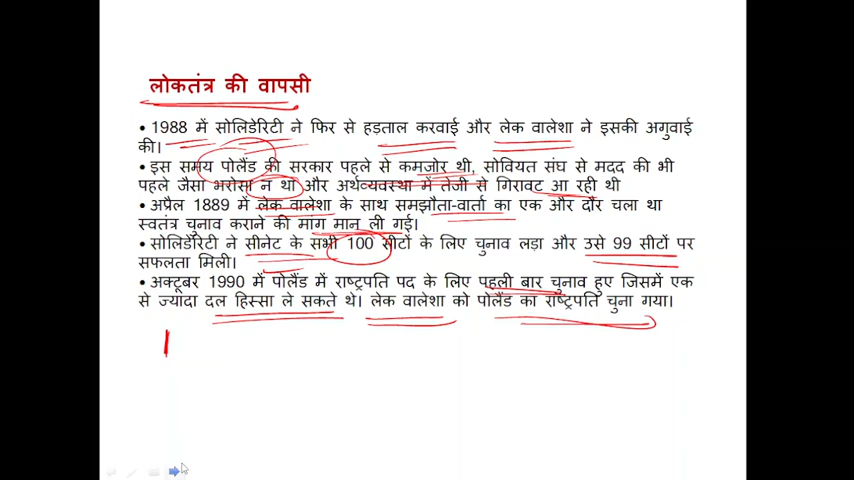 लोकतंत्र की वापसी
• 1988 में सोलिडेरिटी ने फिर से हड़ताल करवाई और लेक वालेशा ने इसकी अगुवाई
की।
• इस समय पोलैंड की सरकार पहले से कमजोर थी, सोवियत संघ से मदद की भी
पहले जैसा भरोसा न था और अर्थव्यवस्था में तेजी से गिरावट आ रही थी
• अप्रैल 1889 में लेक वालेशा के साथ समझौता-वार्ता का एक और दौर चला था
स्वतंत्र चुनाव कराने की मांग मान ली गई।
• सोलिडेरिटी ने सीनेट के सभी 100 सीटों के लिए चुनाव लड़ा और उसे 99 सीटों पर
सफलता मिली।
• अक्टूबर 1990 में पोलैंड में राष्ट्रपति पद के लिए पहली बार चुनाव हुए जिसमें एक
से ज्यादा दल हिस्सा ले सकते थे। लेक वालेशा को पोलैंड का राष्ट्रपति चुना गया।